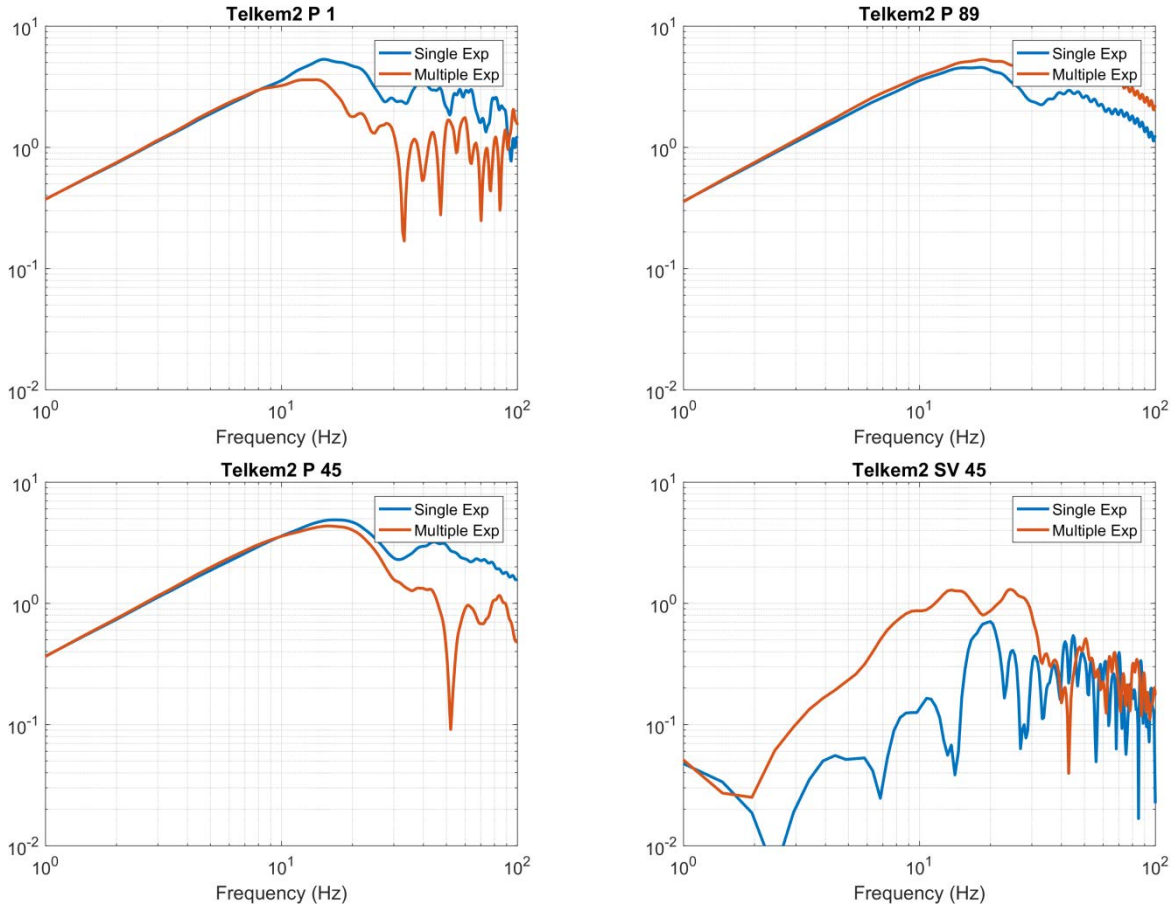 Telkem2 P 1
10^1
10^0
10^-1
10^-2
Single Exp
Multiple Exp
10^0 10^1 10^2
Frequency (Hz)
Telkem2 P 89
10^1
10^0
10^-1
10^-2
Single Exp
Multiple Exp
10^0 10^1 10^2
Frequency (Hz)
Telkem2 P 45
10^1
10^0
10^-1
10^-2
Single Exp
Multiple Exp
10^0 10^1 10^2
Frequency (Hz)
Telkem2 SV 45
10^1
10^0
10^-1
10^-2
Single Exp
Multiple Exp
10^0 10^1 10^2
Frequency (Hz)